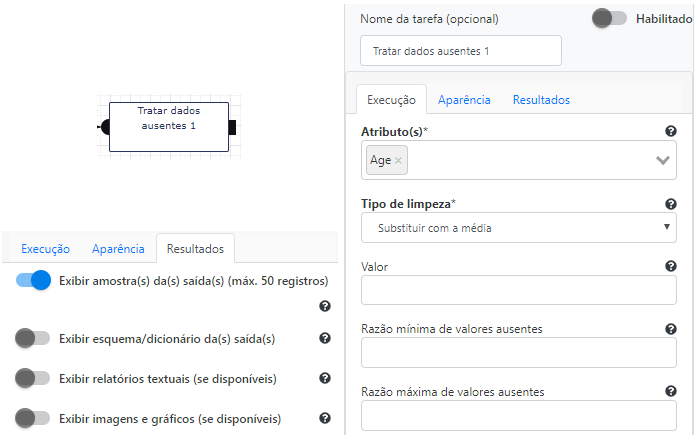 Tratar dados
ausentes 1
Execução Aparência Resultados
Exibir amostra(s) da(s) saída(s) (máx. 50 registros)
Exibir esquema/dicionário da(s) saída(s)
Exibir relatórios textuais (se disponíveis)
Exibir imagens e gráficos (se disponíveis)
Nome da tarefa (opcional) Habilitado
Tratar dados ausentes 1
Execução Aparência Resultados
Atributo(s)*
Age ×
Tipo de limpeza*
Substituir com a média
Valor
Razão mínima de valores ausentes
Razão máxima de valores ausentes